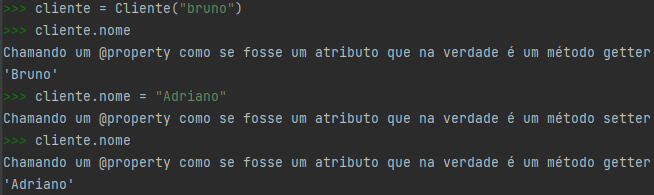 >>> cliente = Cliente("bruno")
>>> cliente.nome
Chamando um @property como se fosse um atributo que na verdade é um método getter
'Bruno'
>>> cliente.nome = "Adriano"
Chamando um @property como se fosse um atributo que na verdade é um método setter
>>> cliente.nome
Chamando um @property como se fosse um atributo que na verdade é um método getter
'Adriano'